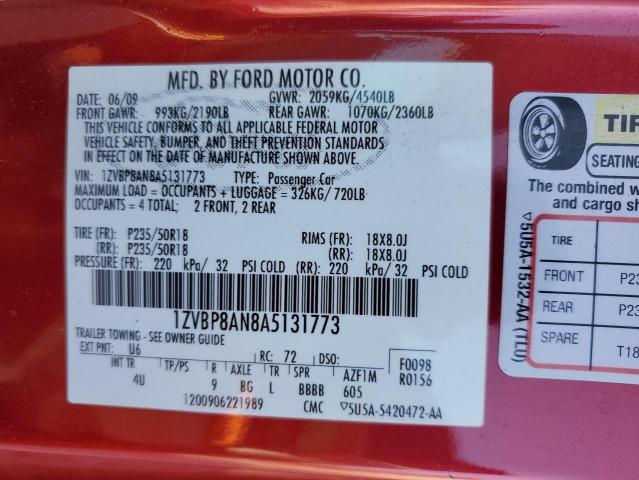 MFD. BY FORD MOTOR CO.
DATE: 06/09 GVWR: 2059KG/4540LB
FRONT GAWR: 993KG/2190LB REAR GAWR: 1070KG/2360LB
THIS VEHICLE CONFORMS TO ALL APPLICABLE FEDERAL MOTOR
VEHICLE SAFETY, BUMPER, AND THEFT PREVENTION STANDARDS
IN EFFECT ON THE DATE OF MANUFACTURE SHOWN ABOVE.
VIN: 1ZVBP8AN8A5131773 TYPE: Passenger Car
MAXIMUM LOAD = OCCUPANTS + LUGGAGE = 326KG/720LB
OCCUPANTS = 4 TOTAL; 2 FRONT, 2 REAR
TIRE (FR): P235/50R18 RIMS (FR): 18X8.0J
(RR): P235/50R18 (RR): 18X8.0J
PRESSURE (FR): 220 kPa/ 32 PSI COLD (RR): 220 kPa/ 32 PSI COLD
1ZVBP8AN8A5131773
TRAILER TOWING - SEE OWNER GUIDE
EXT PNT: U6 RC: 72 DSO: F0098
INT TR TP/PS R AXLE TR SPR AZF1M R0156
4U 9 BG L BBBB 605
1200906221989 CMC ▽5U5A-5420472-AA
TIR
SEATING
The combined w
and cargo sh
TIRE
FRONT P23
REAR P23
SPARE T18
▽5U5A-1532-AA (TLU)